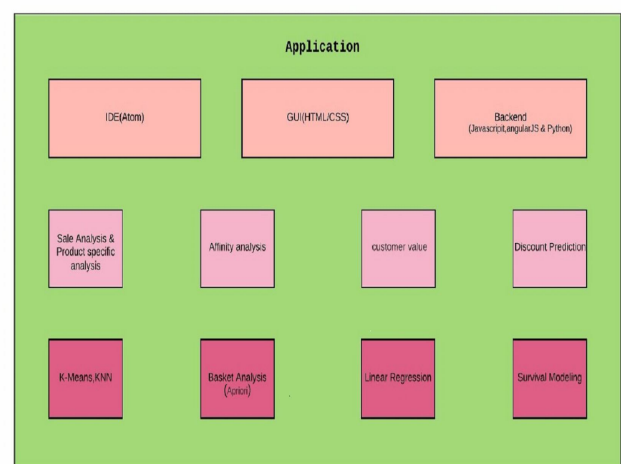 Application
IDE(Atom)
GUI(HTML/CSS)
Backend
(Javascripit,angularJS & Python)
Sale Analysis &
Product specific
analysis
Affinity analysis
customer value
Discount Prediction
K-Means,KNN
Basket Analysis
(Apriori)
Linear Regression
Survival Modeling